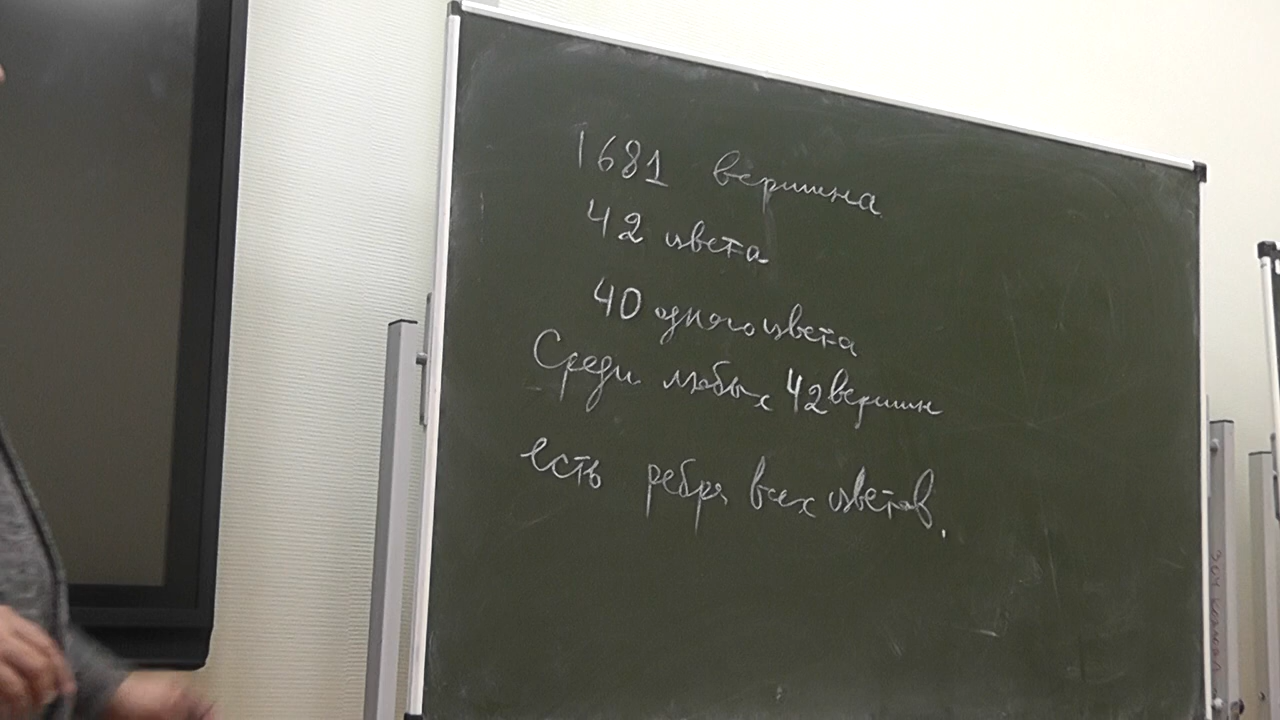 1681 вершина
42 цвета
40 одного цвета
Среди любых 42 вершин
есть ребра всех цветов.